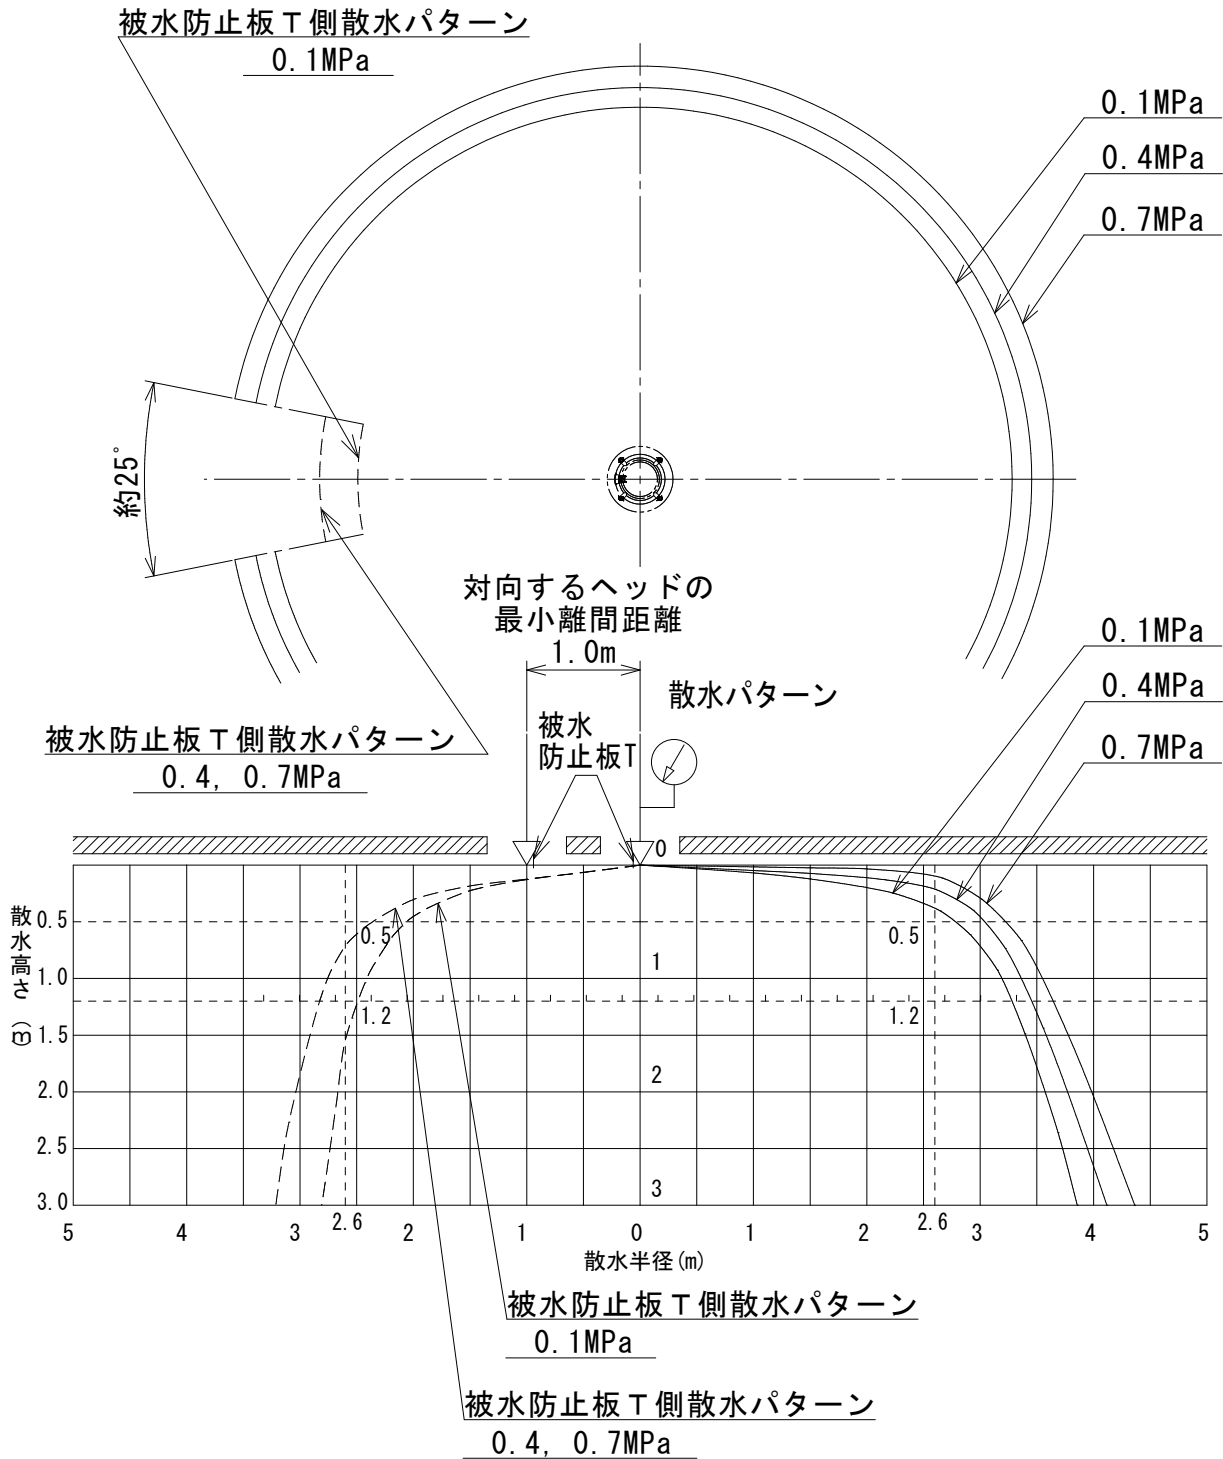 被水防止板T側散水パターン
0.1MPa
0.1MPa
0.4MPa
0.7MPa
約25°
対向するヘッドの
最小離間距離
1.0m
散水パターン
被水
防止板T
被水防止板T側散水パターン
0.4, 0.7MPa
0.1MPa
0.4MPa
0.7MPa
0
散水高さ (m)
0.5
1.0
1.5
2.0
2.5
3.0
0.5
0.5
1
1.2
1.2
2
3
5
4
3
2.6
2
1
0
1
2
2.6
3
4
5
散水半径(m)
被水防止板T側散水パターン
0.1MPa
被水防止板T側散水パターン
0.4, 0.7MPa